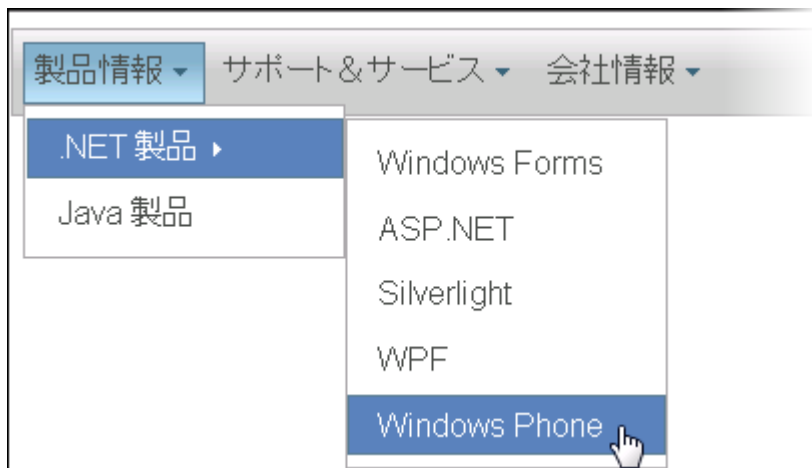 製品情報 サポート＆サービス 会社情報
.NET 製品
Java 製品
Windows Forms
ASP.NET
Silverlight
WPF
Windows Phone